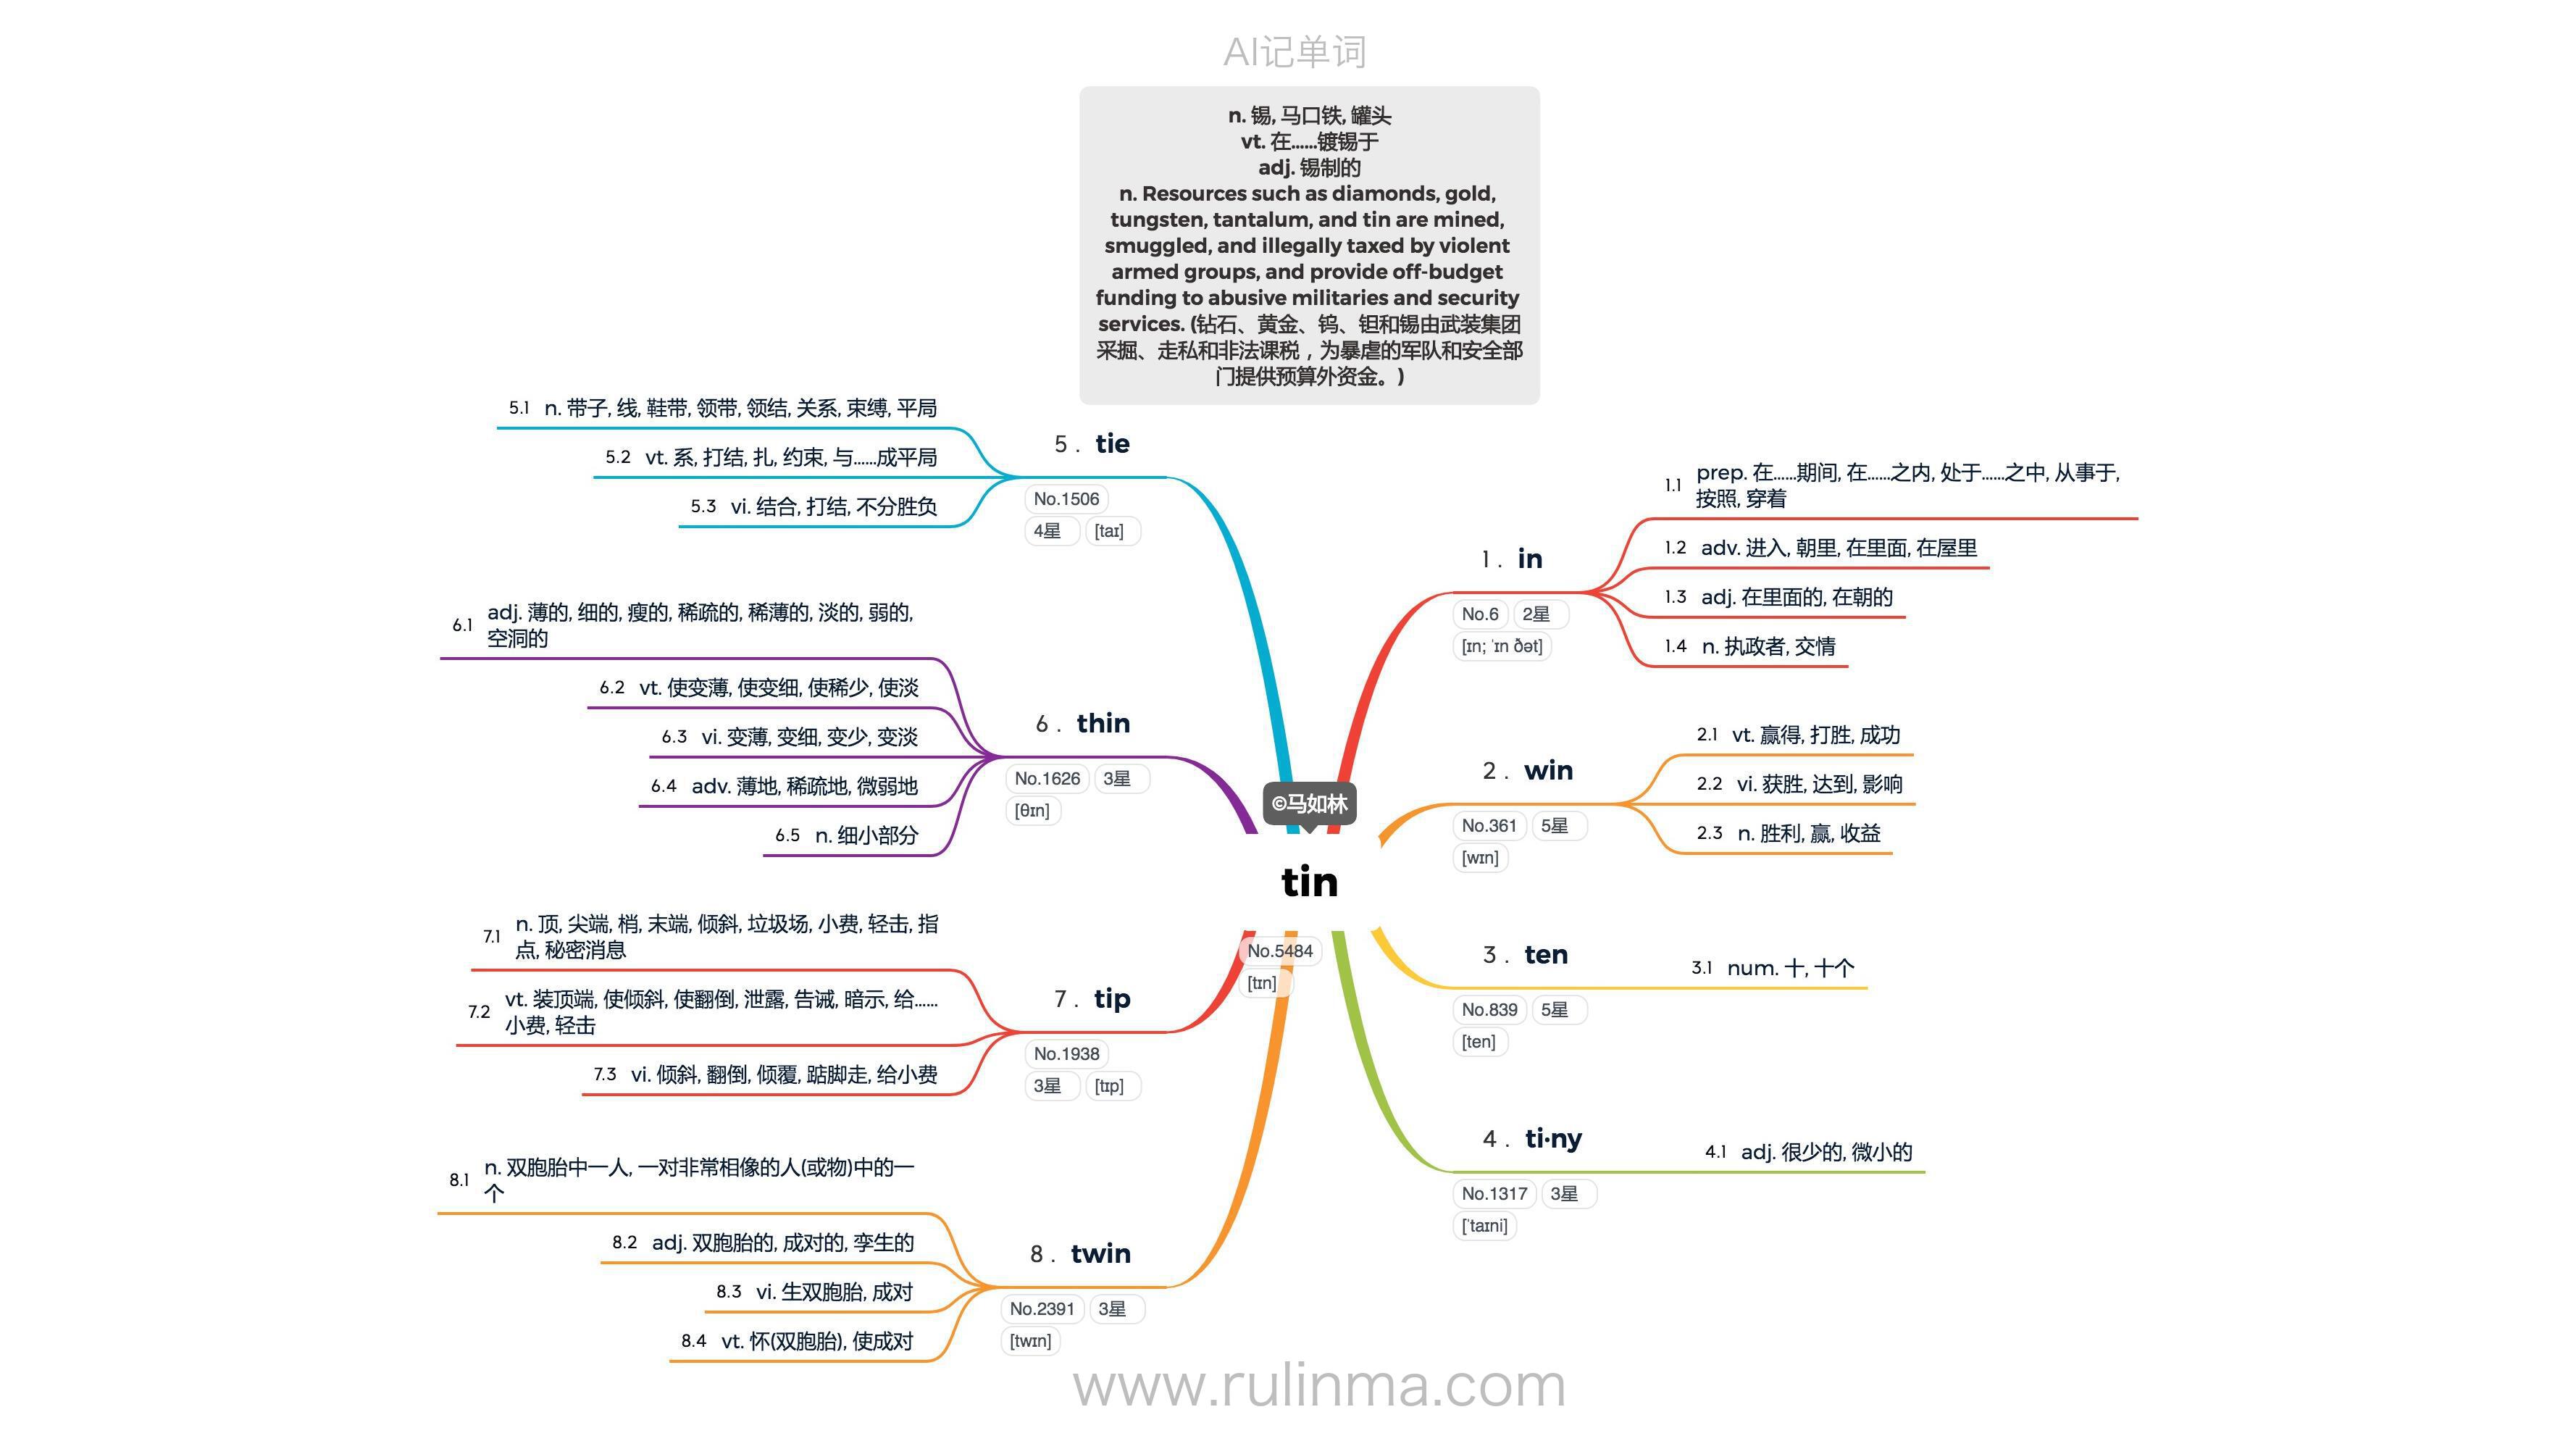 AI记单词
n. 锡, 马口铁, 罐头
vt. 在……镀锡于
adj. 锡制的
n. Resources such as diamonds, gold,
tungsten, tantalum, and tin are mined,
smuggled, and illegally taxed by violent
armed groups, and provide off-budget
funding to abusive militaries and security
services. (钻石、黄金、钨、钽和锡由武装集团
采掘、走私和非法课税，为暴虐的军队和安全部
门提供预算外资金。)
©马如林
tin
No.5484
[tɪn]
1 . in
No.6 2星
[ɪn; ˈɪn ðət]
1.1 prep. 在……期间, 在……之内, 处于……之中, 从事于,
按照, 穿着
1.2 adv. 进入, 朝里, 在里面, 在屋里
1.3 adj. 在里面的, 在朝的
1.4 n. 执政者, 交情
2 . win
No.361 5星
[wɪn]
2.1 vt. 赢得, 打胜, 成功
2.2 vi. 获胜, 达到, 影响
2.3 n. 胜利, 赢, 收益
3 . ten
No.839 5星
[ten]
3.1 num. 十, 十个
4 . ti·ny
No.1317 3星
[ˈtaɪni]
4.1 adj. 很少的, 微小的
5 . tie
No.1506
4星 [taɪ]
5.1 n. 带子, 线, 鞋带, 领带, 领结, 关系, 束缚, 平局
5.2 vt. 系, 打结, 扎, 约束, 与……成平局
5.3 vi. 结合, 打结, 不分胜负
6 . thin
No.1626 3星
[θɪn]
6.1 adj. 薄的, 细的, 瘦的, 稀疏的, 稀薄的, 淡的, 弱的,
空洞的
6.2 vt. 使变薄, 使变细, 使稀少, 使淡
6.3 vi. 变薄, 变细, 变少, 变淡
6.4 adv. 薄地, 稀疏地, 微弱地
6.5 n. 细小部分
7 . tip
No.1938
3星 [tɪp]
7.1 n. 顶, 尖端, 梢, 末端, 倾斜, 垃圾场, 小费, 轻击, 指
点, 秘密消息
7.2 vt. 装顶端, 使倾斜, 使翻倒, 泄露, 告诫, 暗示, 给……
小费, 轻击
7.3 vi. 倾斜, 翻倒, 倾覆, 踮脚走, 给小费
8 . twin
No.2391 3星
[twɪn]
8.1 n. 双胞胎中一人, 一对非常相像的人(或物)中的一
个
8.2 adj. 双胞胎的, 成对的, 孪生的
8.3 vi. 生双胞胎, 成对
8.4 vt. 怀(双胞胎), 使成对
www.rulinma.com